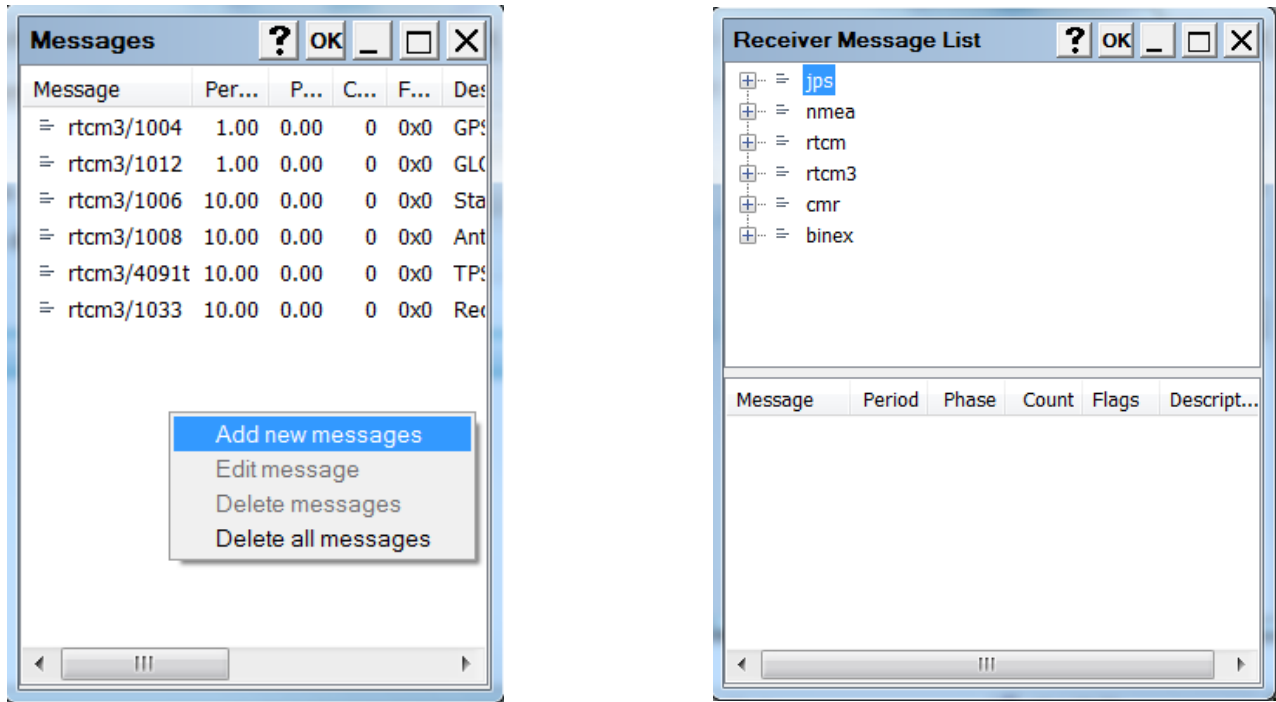 Messages ? OK
Message Per... P... C... F... Des
rtcm3/1004 1.00 0.00 0 0x0 GPS
rtcm3/1012 1.00 0.00 0 0x0 GLO
rtcm3/1006 10.00 0.00 0 0x0 Sta
rtcm3/1008 10.00 0.00 0 0x0 Ant
rtcm3/4091t 10.00 0.00 0 0x0 TPS
rtcm3/1033 10.00 0.00 0 0x0 Rec
Add new messages
Edit message
Delete messages
Delete all messages
Receiver Message List ? OK
jps
nmea
rtcm
rtcm3
cmr
binex
Message Period Phase Count Flags Descript...